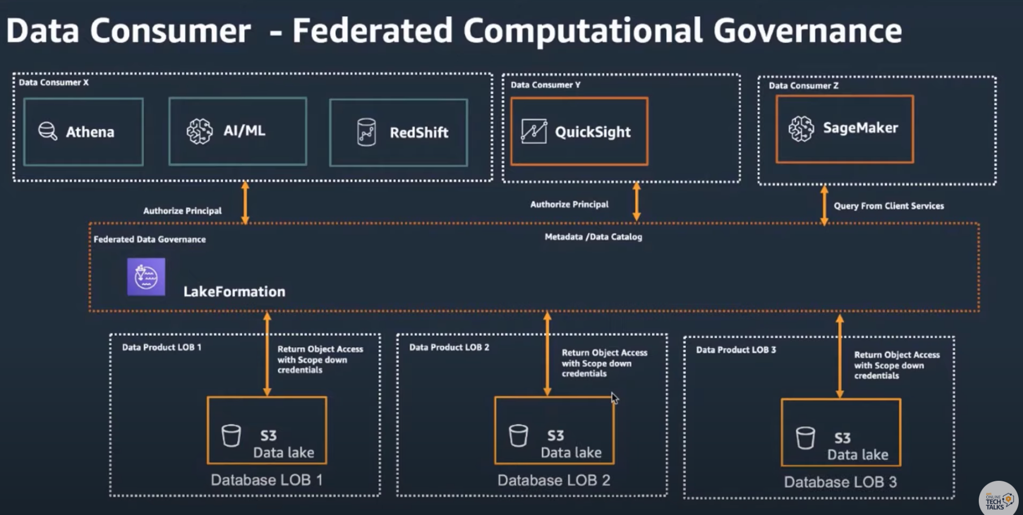 Data Consumer - Federated Computational Governance
Data Consumer X
Athena
AI/ML
RedShift
Data Consumer Y
QuickSight
Data Consumer Z
SageMaker
Authorize Principal
Authorize Principal
Query From Client Services
Federated Data Governance
Metadata /Data Catalog
LakeFormation
Data Product LOB 1
Return Object Access
with Scope down
credentials
S3
Data lake
Database LOB 1
Data Product LOB 2
Return Object Access
with Scope down
credentials
S3
Data lake
Database LOB 2
Data Product LOB 3
Return Object Access
with Scope down
credentials
S3
Data lake
Database LOB 3
TECH
TALKS